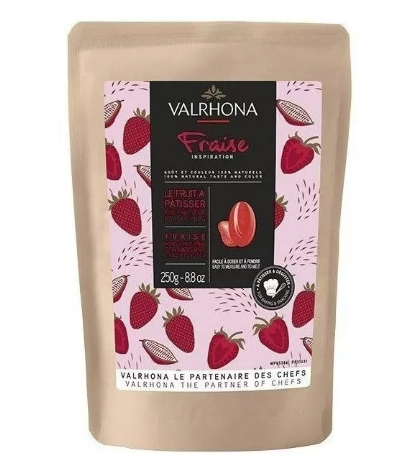 VALRHONA
Fraise
INSPIRATION
GOÛT ET COULEUR 100% NATURELS
100% NATURAL TASTE AND COLOR
LE FRUIT À
PÂTISSER
FRAISE
FACILE À DOSER ET À FONDRE
EASY TO MEASURE AND TO MELT
250g - 8.8 oz
À PÂTISSER & DÉGUSTER
VALRHONA LE PARTENAIRE DES CHEFS
VALRHONA THE PARTNER OF CHEFS